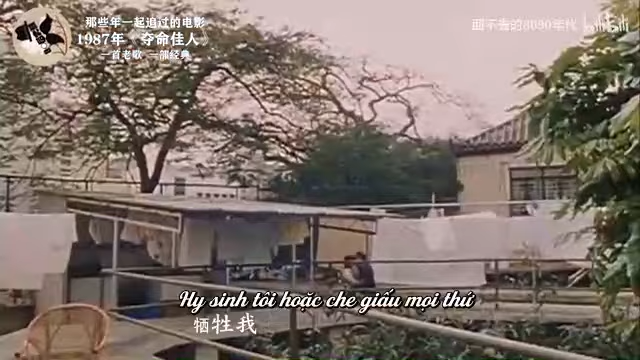 那些年一起追过的电影
1987年《夺命佳人》
一首老歌 一部经典
回不去的8090年代
bilibili
Hy sinh tôi hoặc che giấu mọi thứ
牺牲我